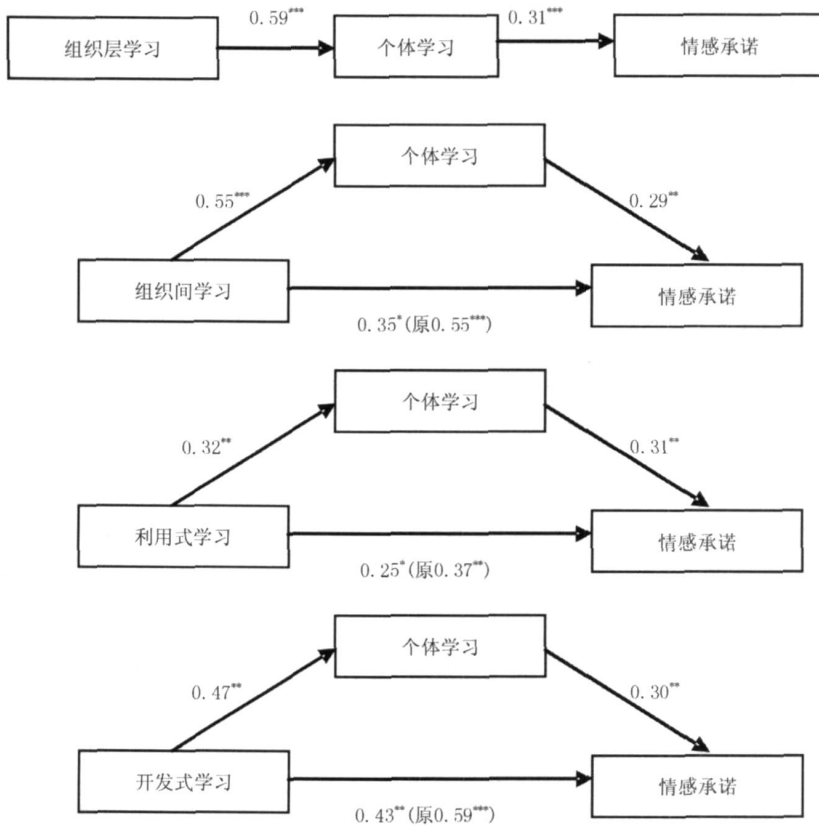 0.59*** 0.31***
组织层学习 个体学习 情感承诺
个体学习
0.55*** 0.29**
组织间学习 情感承诺
0.35*(原0.55***)
个体学习
0.32** 0.31**
利用式学习 情感承诺
0.25*(原0.37**)
个体学习
0.47** 0.30**
开发式学习 情感承诺
0.43**(原0.59***)